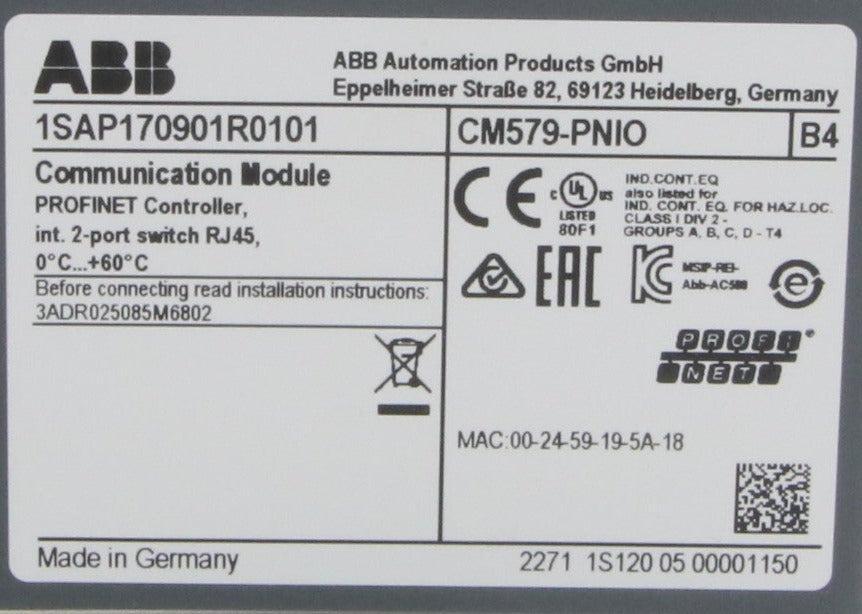 ABB
ABB Automation Products GmbH
Eppelheimer Straße 82, 69123 Heidelberg, Germany
1SAP170901R0101
CM579-PNIO
B4
Communication Module
PROFINET Controller,
int. 2-port switch RJ45,
0°C...+60°C
Before connecting read installation instructions:
3ADR025085M6802
CE
c UL us
LISTED
80F1
IND.CONT.EQ
also listed for
IND. CONT. EQ. FOR HAZ.LOC.
CLASS I DIV 2 -
GROUPS A, B, C, D - T4
EAC
KC
MSIP-REI-
Abb-AC500
PROFI
NET
MAC:00-24-59-19-5A-18
Made in Germany
2271 1S120 05 00001150